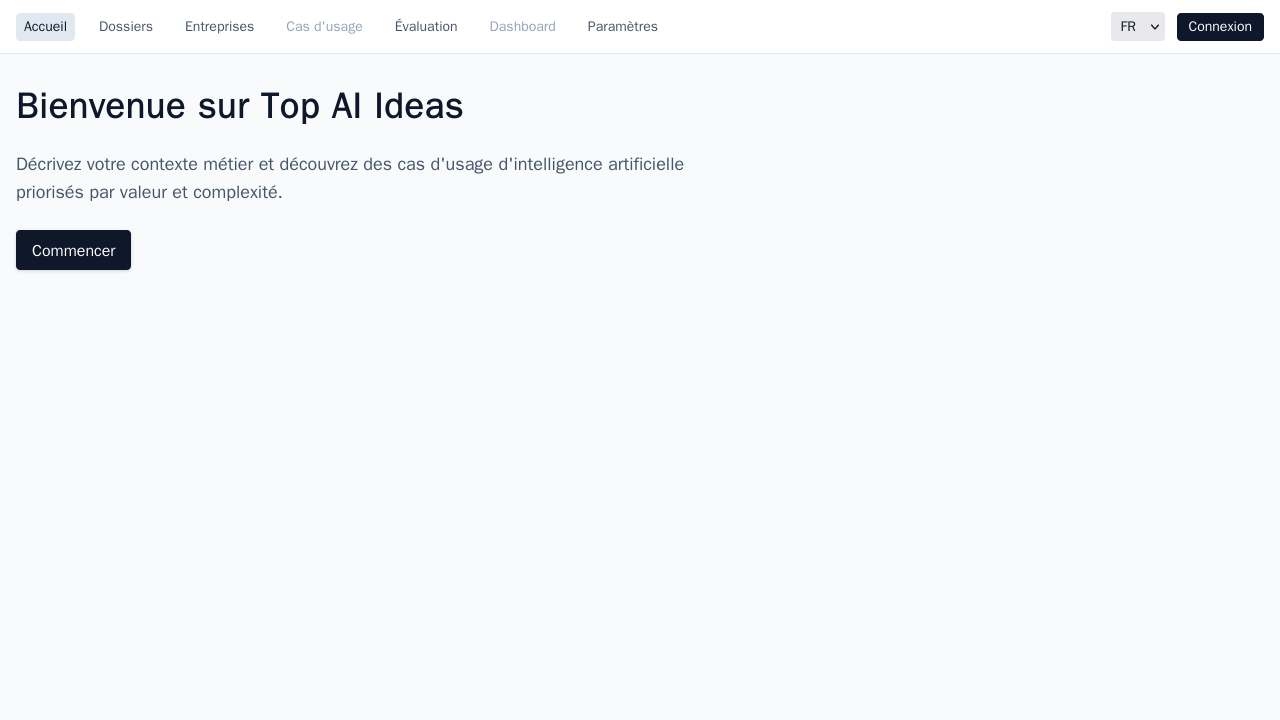 Accueil
Dossiers
Entreprises
Cas d'usage
Évaluation
Dashboard
Paramètres
FR
Connexion
Bienvenue sur Top AI Ideas
Décrivez votre contexte métier et découvrez des cas d'usage d'intelligence artificielle
priorisés par valeur et complexité.
Commencer